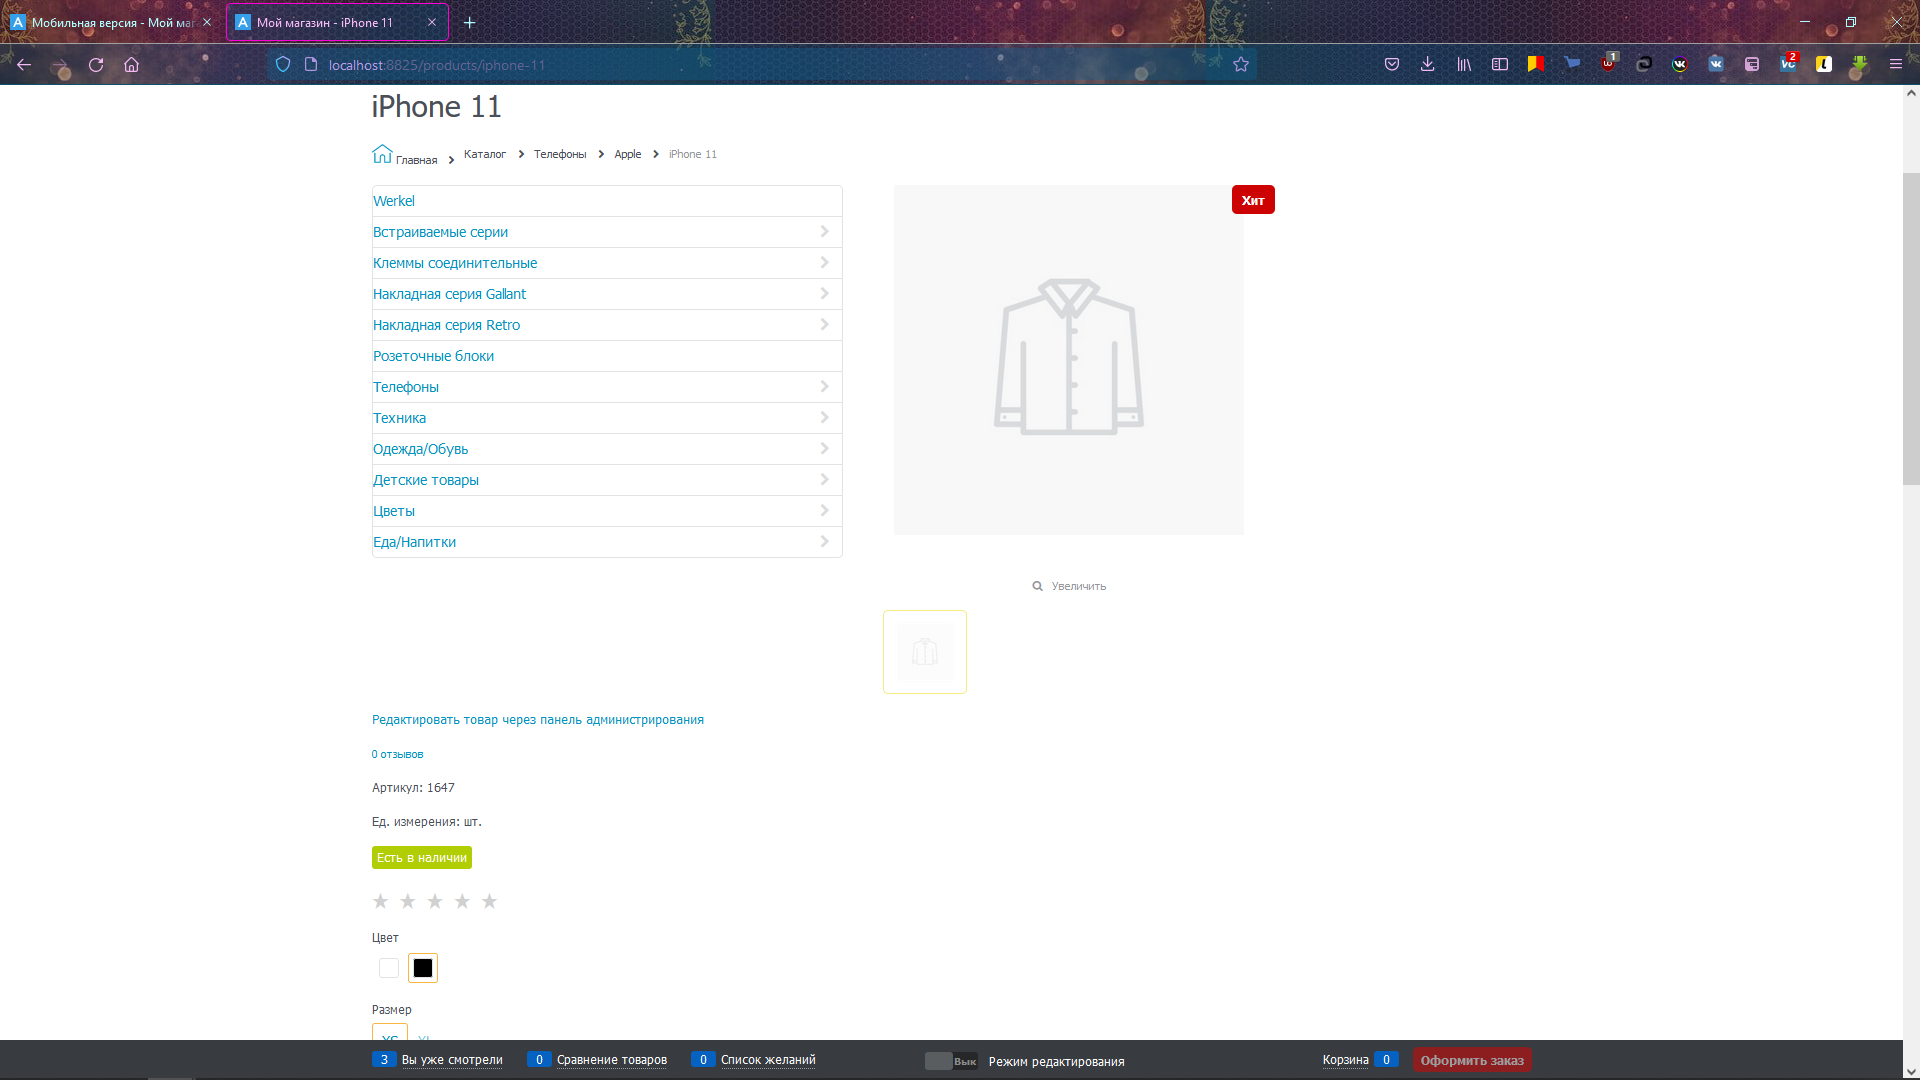 Мобильная версия - Мой маг
Мой магазин - iPhone 11
localhost:8825/products/iphone-11
1
2
iPhone 11
Главная
Каталог
Телефоны
Apple
iPhone 11
Werkel
Встраиваемые серии
Клеммы соединительные
Накладная серия Gallant
Накладная серия Retro
Розеточные блоки
Телефоны
Техника
Одежда/Обувь
Детские товары
Цветы
Еда/Напитки
Хит
Увеличить
Редактировать товар через панель администрирования
0 отзывов
Артикул: 1647
Ед. измерения: шт.
Есть в наличии
Цвет
Размер
XS
3 Вы уже смотрели
0 Сравнение товаров
0 Список желаний
Вык
Режим редактирования
Корзина 0
Оформить заказ